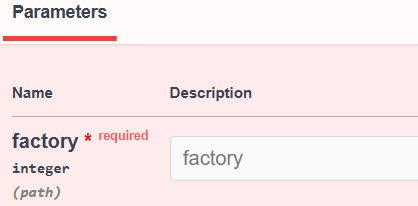 Parameters
Name Description
factory * required
factory
integer
(path)